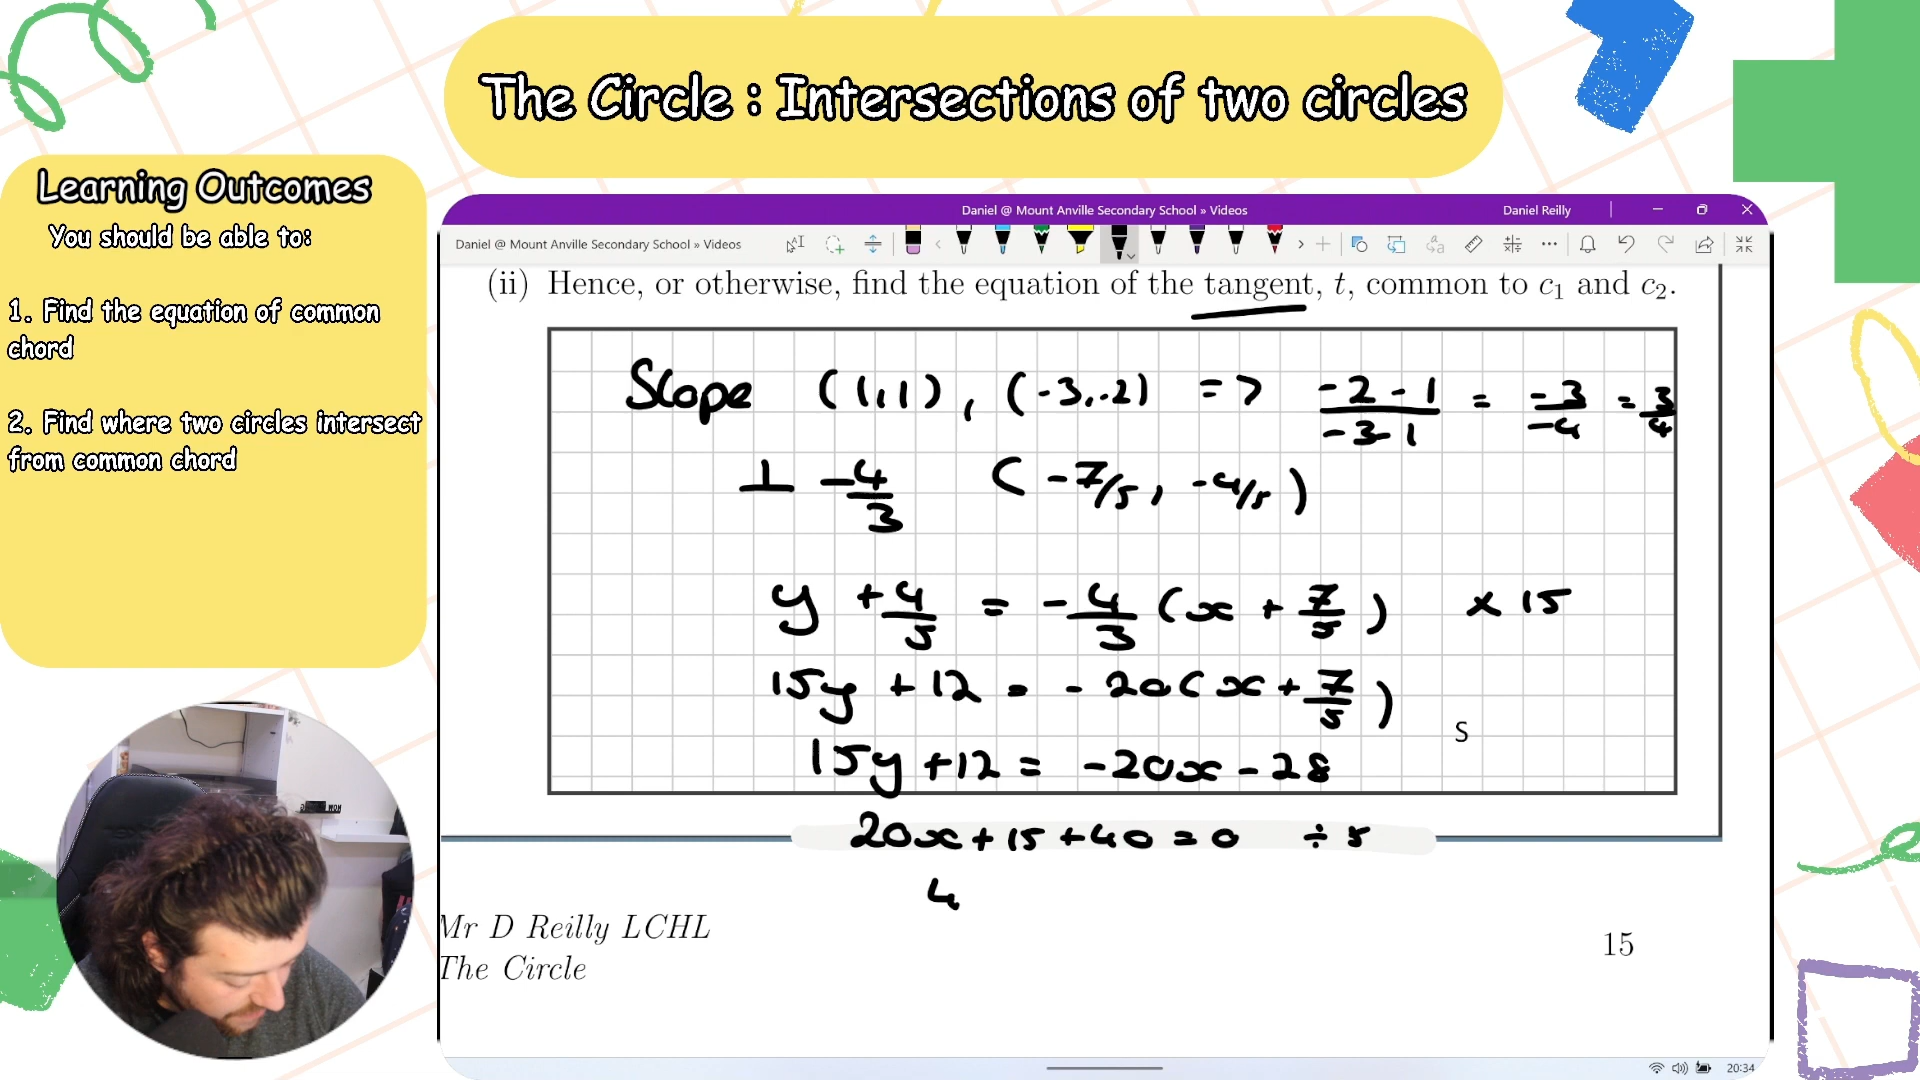 The Circle : Intersections of two circles
Learning Outcomes
You should be able to:
1. Find the equation of common
chord
2. Find where two circles intersect
from common chord
Daniel @ Mount Anville Secondary School » Videos
Daniel Reilly
Daniel @ Mount Anville Secondary School » Videos
(ii) Hence, or otherwise, find the equation of the tangent, t, common to c₁ and c₂.
Slope (1,1), (-3,-2) => -2-1/-3-1 = -3/-4 = 3/4
⊥ -4/3 (-7/5, -4/5)
y + 4/5 = -4/3 (x + 7/5) × 15
15y + 12 = -20(x + 7/5)
S
15y + 12 = -20x - 28
20x + 15 + 40 = 0 ÷ 5
4
Mr D Reilly LCHL
The Circle
15
20:34